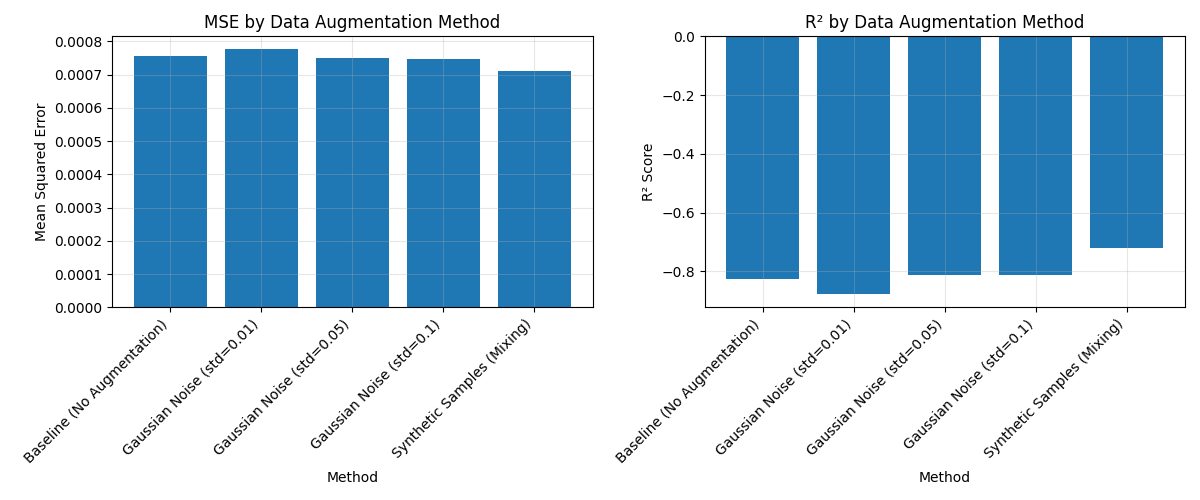 MSE by Data Augmentation Method
Mean Squared Error
0.0008
0.0007
0.0006
0.0005
0.0004
0.0003
0.0002
0.0001
0.0000
Baseline (No Augmentation)
Gaussian Noise (std=0.01)
Gaussian Noise (std=0.05)
Gaussian Noise (std=0.1)
Synthetic Samples (Mixing)
Method
R² by Data Augmentation Method
R² Score
0.0
−0.2
−0.4
−0.6
−0.8
Baseline (No Augmentation)
Gaussian Noise (std=0.01)
Gaussian Noise (std=0.05)
Gaussian Noise (std=0.1)
Synthetic Samples (Mixing)
Method